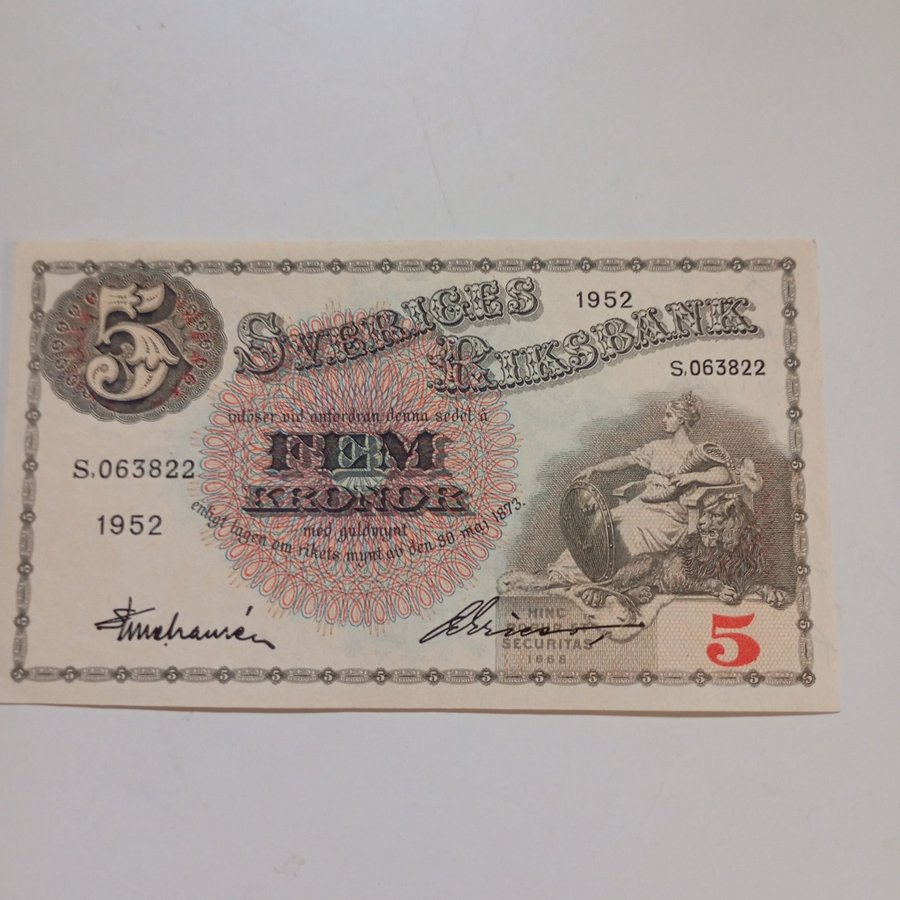 5
SVERIGES
1952
RIKSBANK
S.063822
inlöser vid anfordran denna sedel å
FEM
KRONOR
S.063822
med guldmynt
1952
enligt lagen om rikets mynt av den 30 maj 1873.
HINC
SECURITAS
1668
5